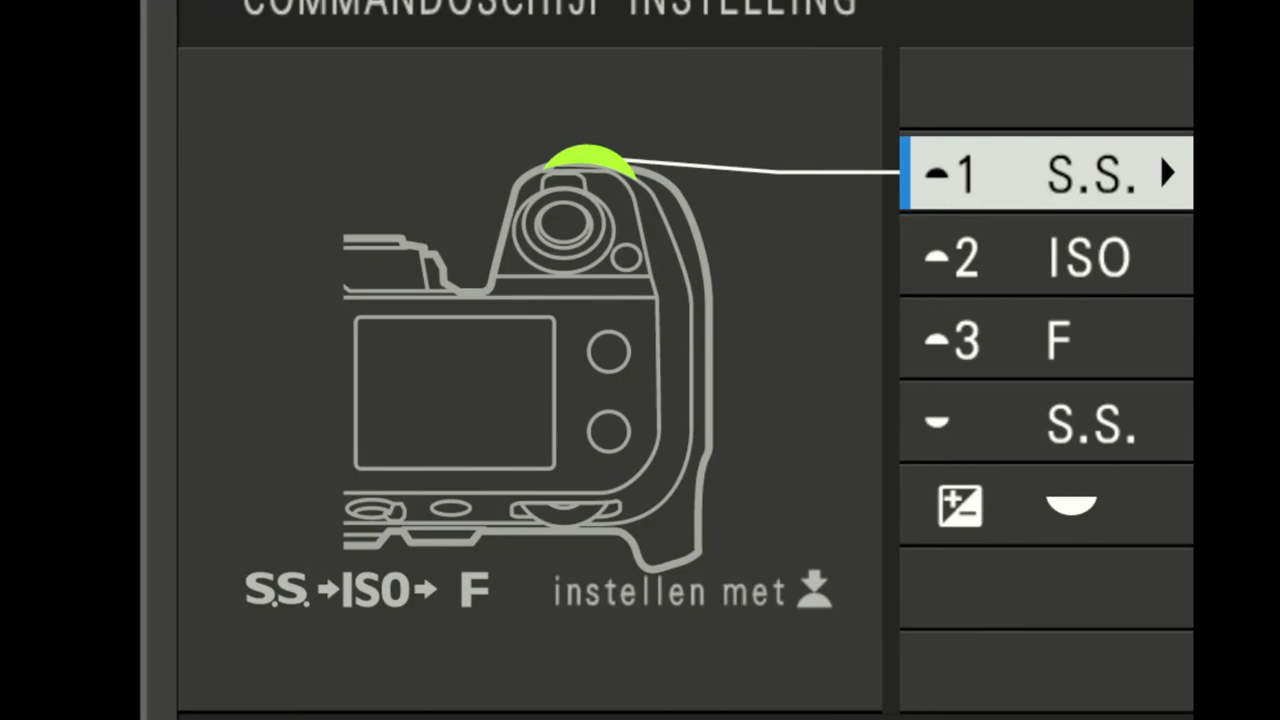 COMMANDOSCHIJF INSTELLING
1 S.S.
2 ISO
3 F
S.S.
S.S. → ISO → F instellen met